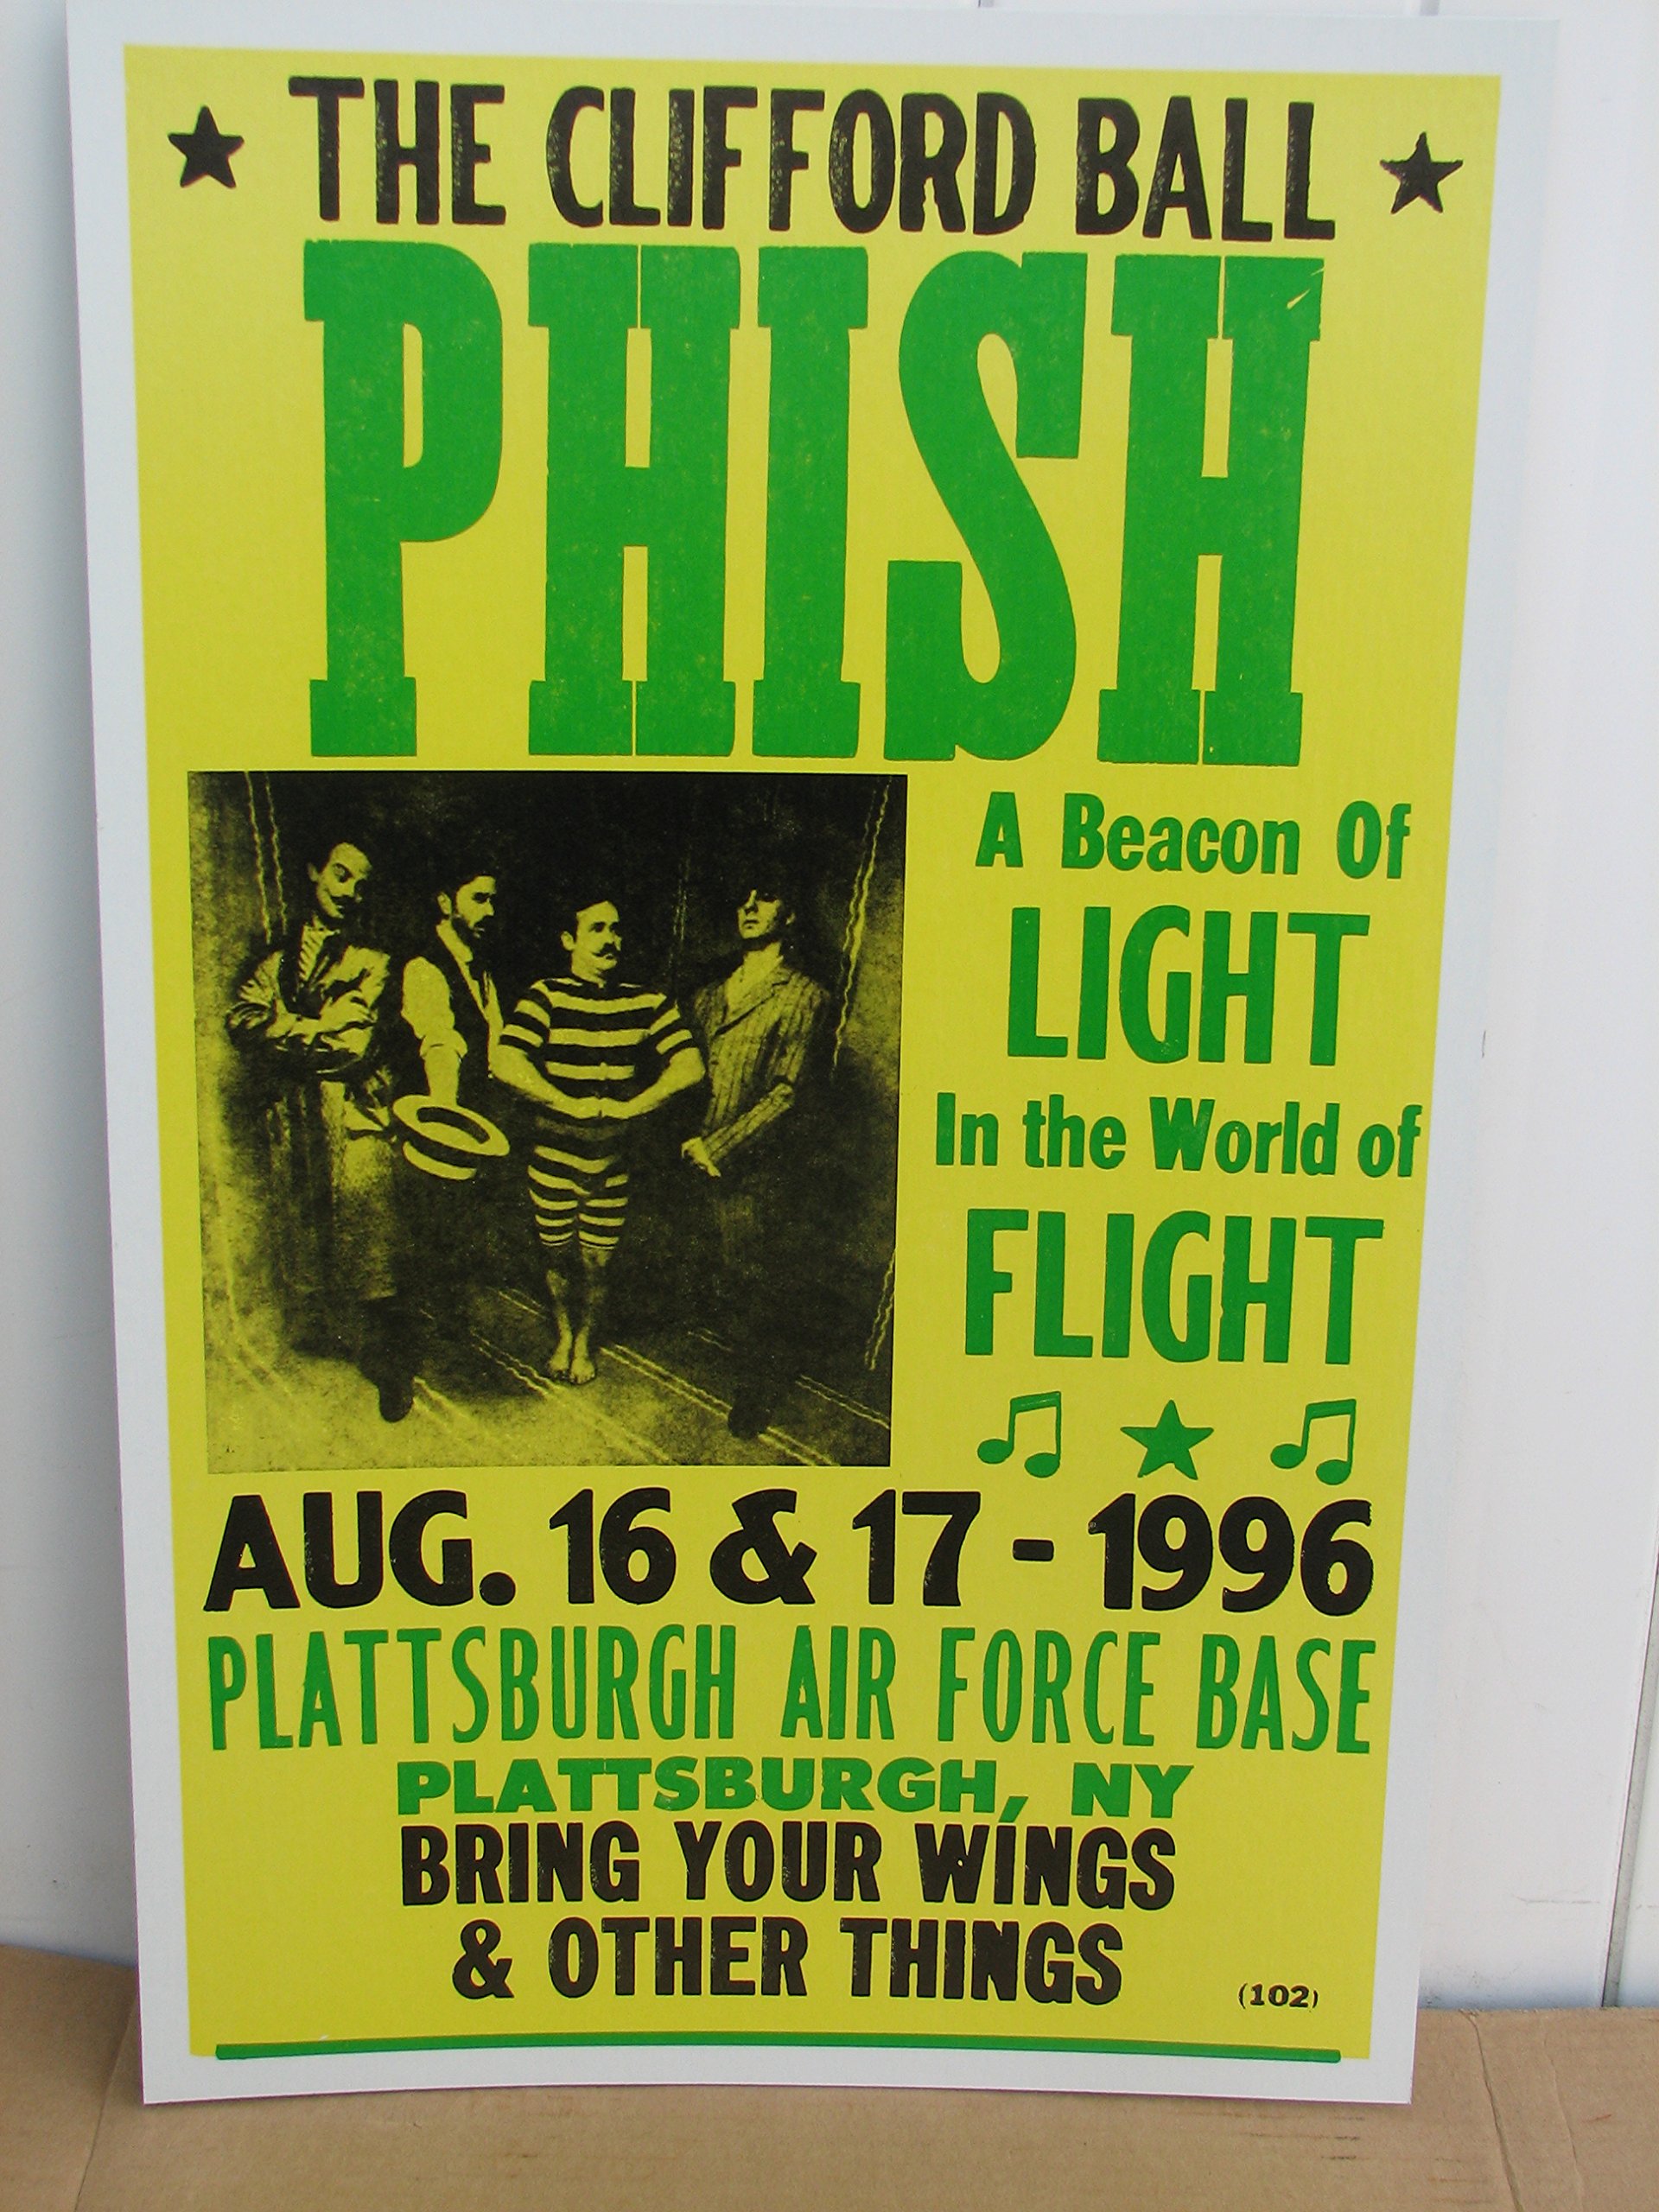 THE CLIFFORD BALL
PHISH
A Beacon Of
LIGHT
In the World of
FLIGHT
AUG. 16 & 17 - 1996
PLATTSBURGH AIR FORCE BASE
PLATTSBURGH, NY
BRING YOUR WINGS
& OTHER THINGS
(102)